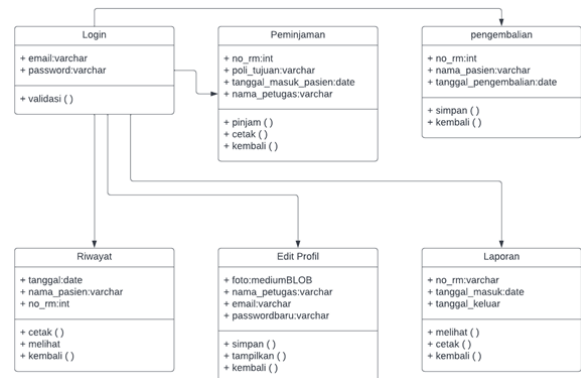 Login
+ email:varchar
+ password:varchar
+ validasi ( )
Peminjaman
+ no_rm:int
+ poli_tujuan:varchar
+ tanggal_masuk_pasien:date
+ nama_petugas:varchar
+ pinjam ( )
+ cetak ( )
+ kembali ( )
pengembalian
+ no_rm:int
+ nama_pasien:varchar
+ tanggal_pengembalian:date
+ simpan ( )
+ kembali ( )
Riwayat
+ tanggal:date
+ nama_pasien:varchar
+ no_rm:int
+ cetak ( )
+ melihat
+ kembali ( )
Edit Profil
+ foto:mediumBLOB
+ nama_petugas:varchar
+ email:varchar
+ passwordbaru:varchar
+ simpan ( )
+ tampilkan ( )
+ kembali ( )
Laporan
+ no_rm:varchar
+ tanggal_masuk:date
+ tanggal_keluar
+ melihat ( )
+ cetak ( )
+ kembali ( )